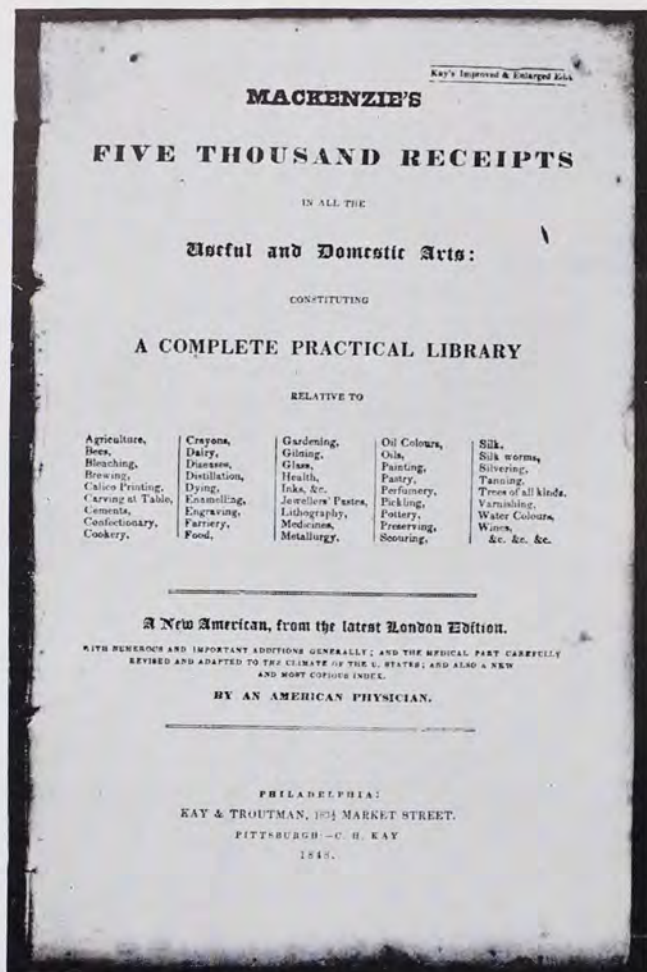 Kay's Improved & Enlarged Edit
MACKENZIE'S
FIVE THOUSAND RECEIPTS
IN ALL THE
Useful and Domestic Arts:
CONSTITUTING
A COMPLETE PRACTICAL LIBRARY
RELATIVE TO
Agriculture,
Bees,
Bleaching,
Brewing,
Calico Printing,
Carving at Table,
Cements,
Confectionary,
Cookery,
Crayons,
Dairy,
Diseases,
Distillation,
Dying,
Enamelling,
Engraving,
Farriery,
Food,
Gardening,
Gilding,
Glass,
Health,
Inks, &c.
Jewellers' Pastes,
Lithography,
Medicines,
Metallurgy,
Oil Colours,
Oils,
Painting,
Pastry,
Perfumery,
Pickling,
Pottery,
Preserving,
Scouring,
Silk,
Silk worms,
Silvering,
Tanning,
Trees of all kinds,
Varnishing,
Water Colours,
Wines,
&c. &c. &c.
A New American, from the latest London Edition.
WITH NUMEROUS AND IMPORTANT ADDITIONS GENERALLY; AND THE MEDICAL PART CAREFULLY
REVISED AND ADAPTED TO THE CLIMATE OF THE U. STATES; AND ALSO A NEW
AND MOST COPIOUS INDEX.
BY AN AMERICAN PHYSICIAN.
PHILADELPHIA:
KAY & TROUTMAN, MARKET STREET.
PITTSBURGH:—C. H. KAY
1848.